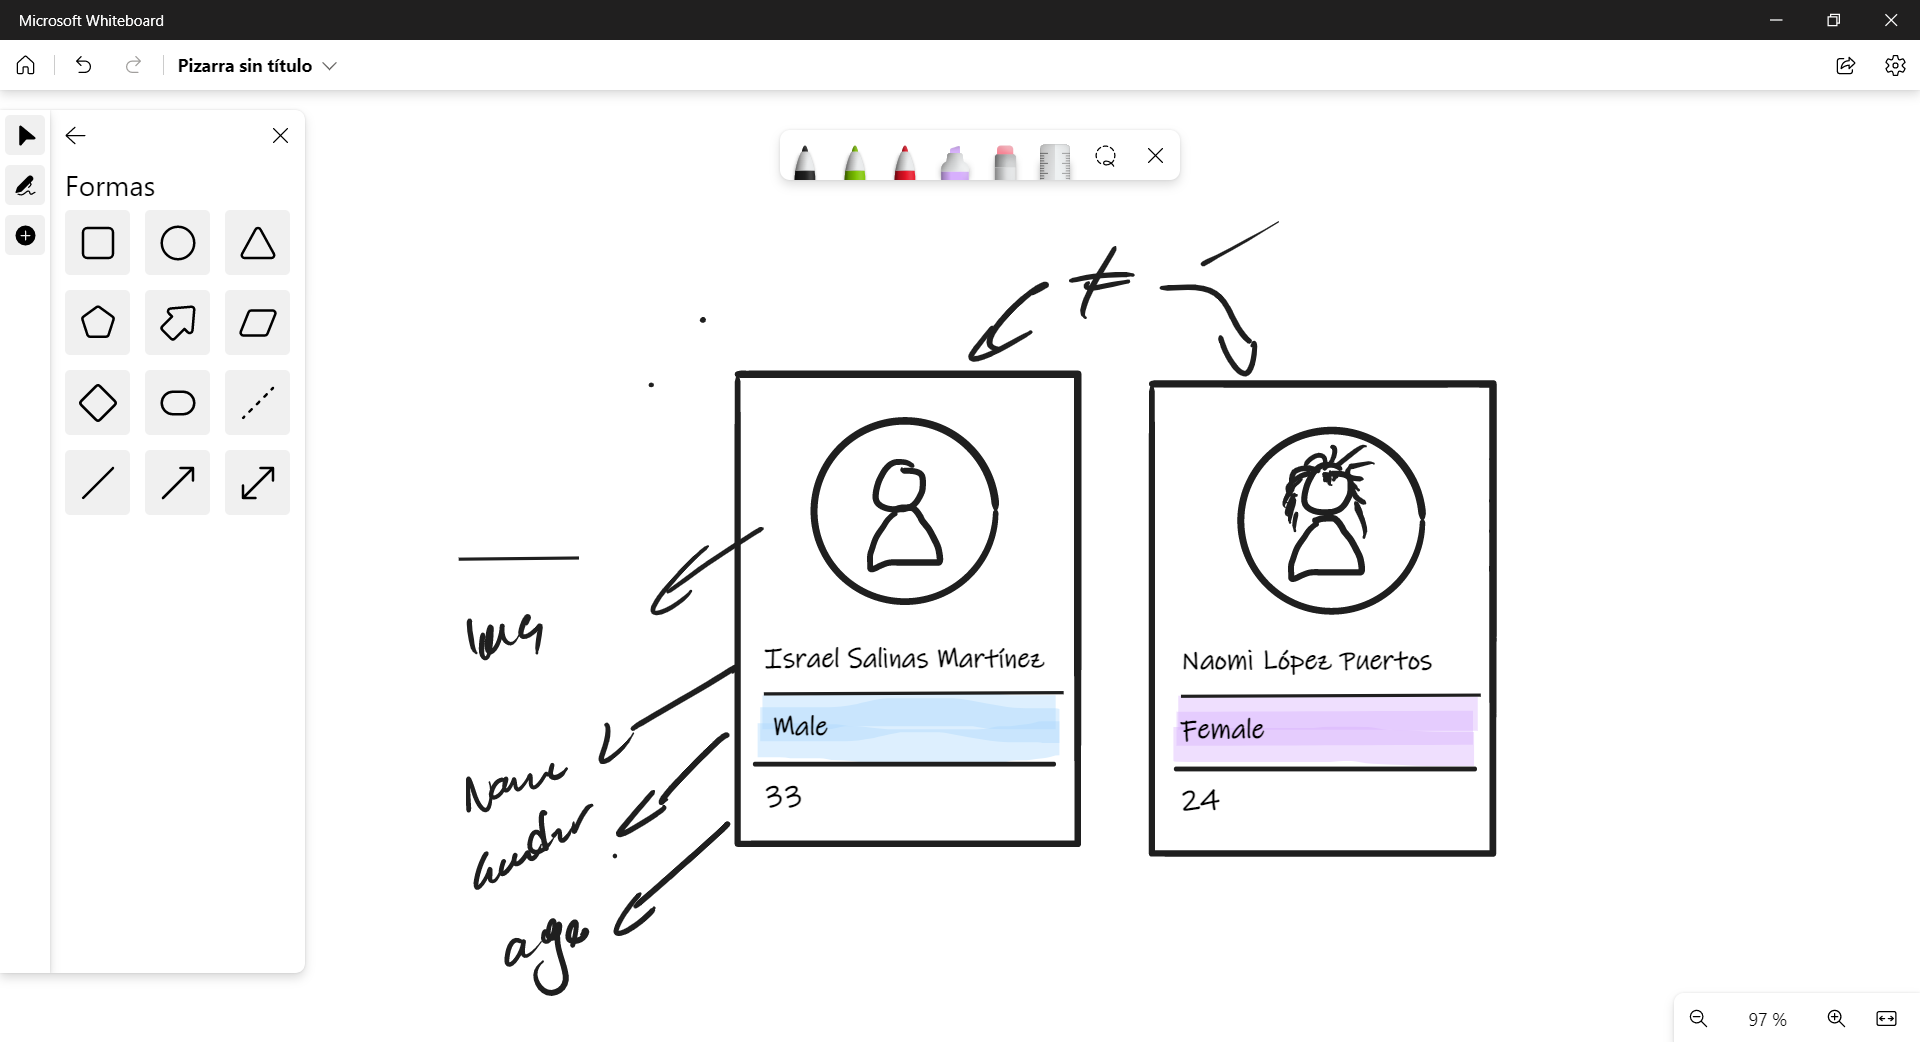 Microsoft Whiteboard
Pizarra sin título
Formas
≠
img
Israel Salinas Martínez
Naomi López Puertos
Male
Female
Name
33
24
gender
age
97 %